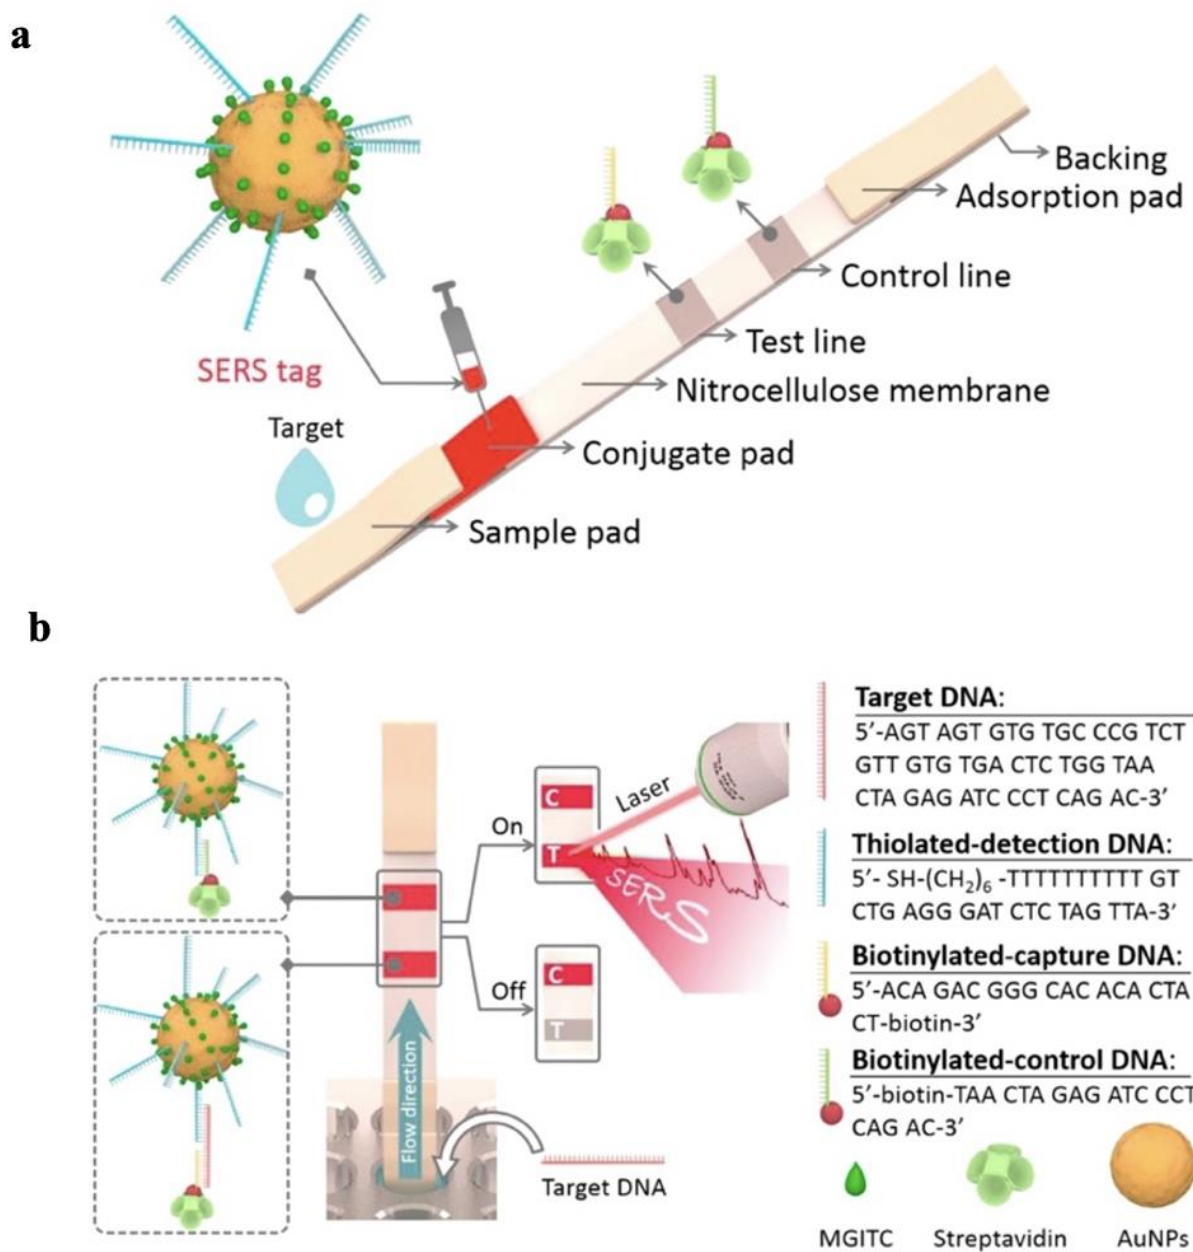 a
Backing
Adsorption pad
Control line
Test line
Nitrocellulose membrane
SERS tag
Target
Conjugate pad
Sample pad
b
Target DNA:
5′-AGT AGT GTG TGC CCG TCT
GTT GTG TGA CTC TGG TAA
CTA GAG ATC CCT CAG AC-3′
Thiolated-detection DNA:
5′- SH-(CH₂)₆ -TTTTTTTTTT GT
CTG AGG GAT CTC TAG TTA-3′
Biotinylated-capture DNA:
5′-ACA GAC GGG CAC ACA CTA
CT-biotin-3′
Biotinylated-control DNA:
5′-biotin-TAA CTA GAG ATC CCT
CAG AC-3′
MGITC
Streptavidin
AuNPs
On
C
T
Laser
SERS
Off
C
T
Flow direction
Target DNA